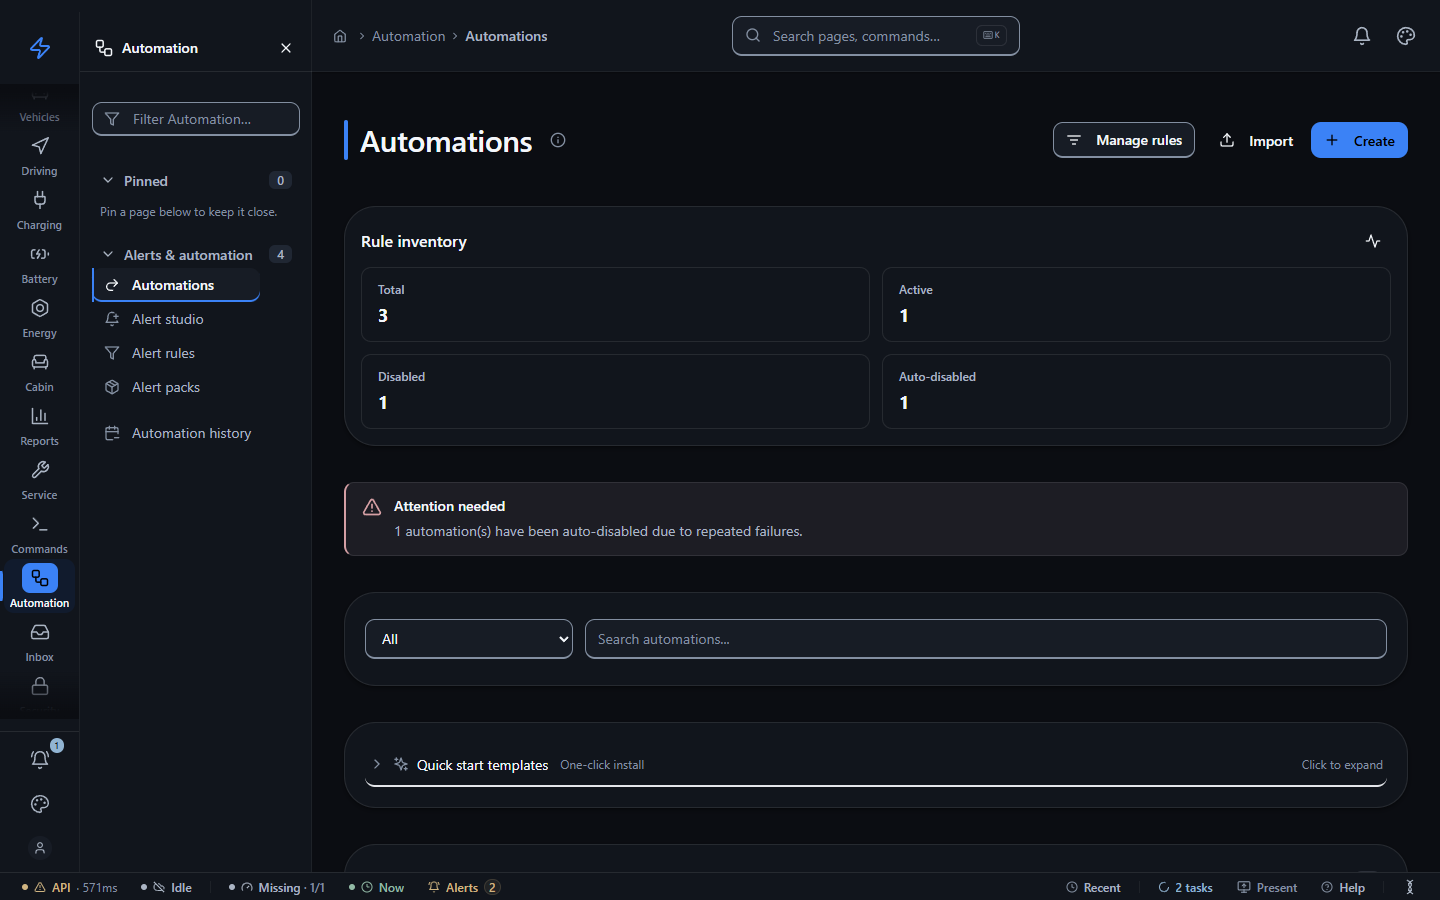 Automation
Automation
Automations
Search pages, commands...
K
Vehicles
Driving
Charging
Battery
Energy
Cabin
Reports
Service
Commands
Automation
Inbox
1
Filter Automation...
Pinned
0
Pin a page below to keep it close.
Alerts & automation
4
Automations
Alert studio
Alert rules
Alert packs
Automation history
Automations
Manage rules
Import
Create
Rule inventory
Total
3
Active
1
Disabled
1
Auto-disabled
1
Attention needed
1 automation(s) have been auto-disabled due to repeated failures.
All
Search automations...
Quick start templates
One-click install
Click to expand
API · 571ms
Idle
Missing · 1/1
Now
Alerts 2
Recent
2 tasks
Present
Help